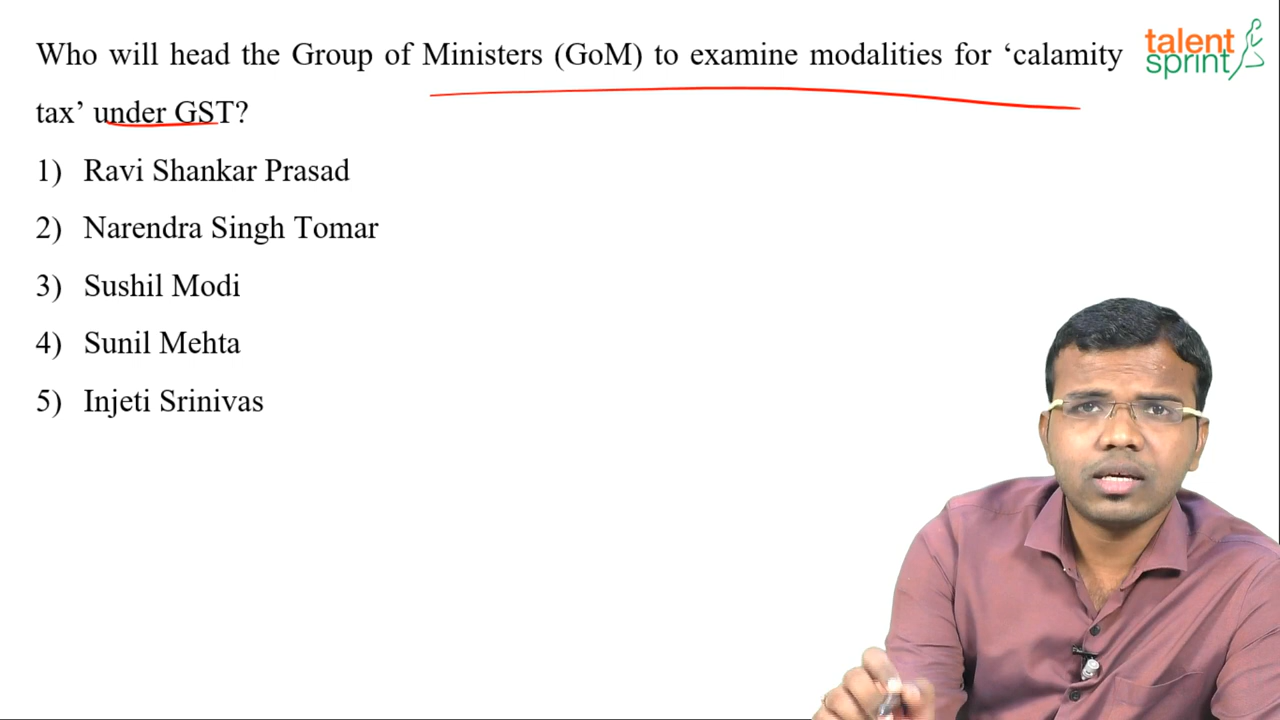 Who will head the Group of Ministers (GoM) to examine modalities for ‘calamity
tax’ under GST?
1) Ravi Shankar Prasad
2) Narendra Singh Tomar
3) Sushil Modi
4) Sunil Mehta
5) Injeti Srinivas
talent
sprint